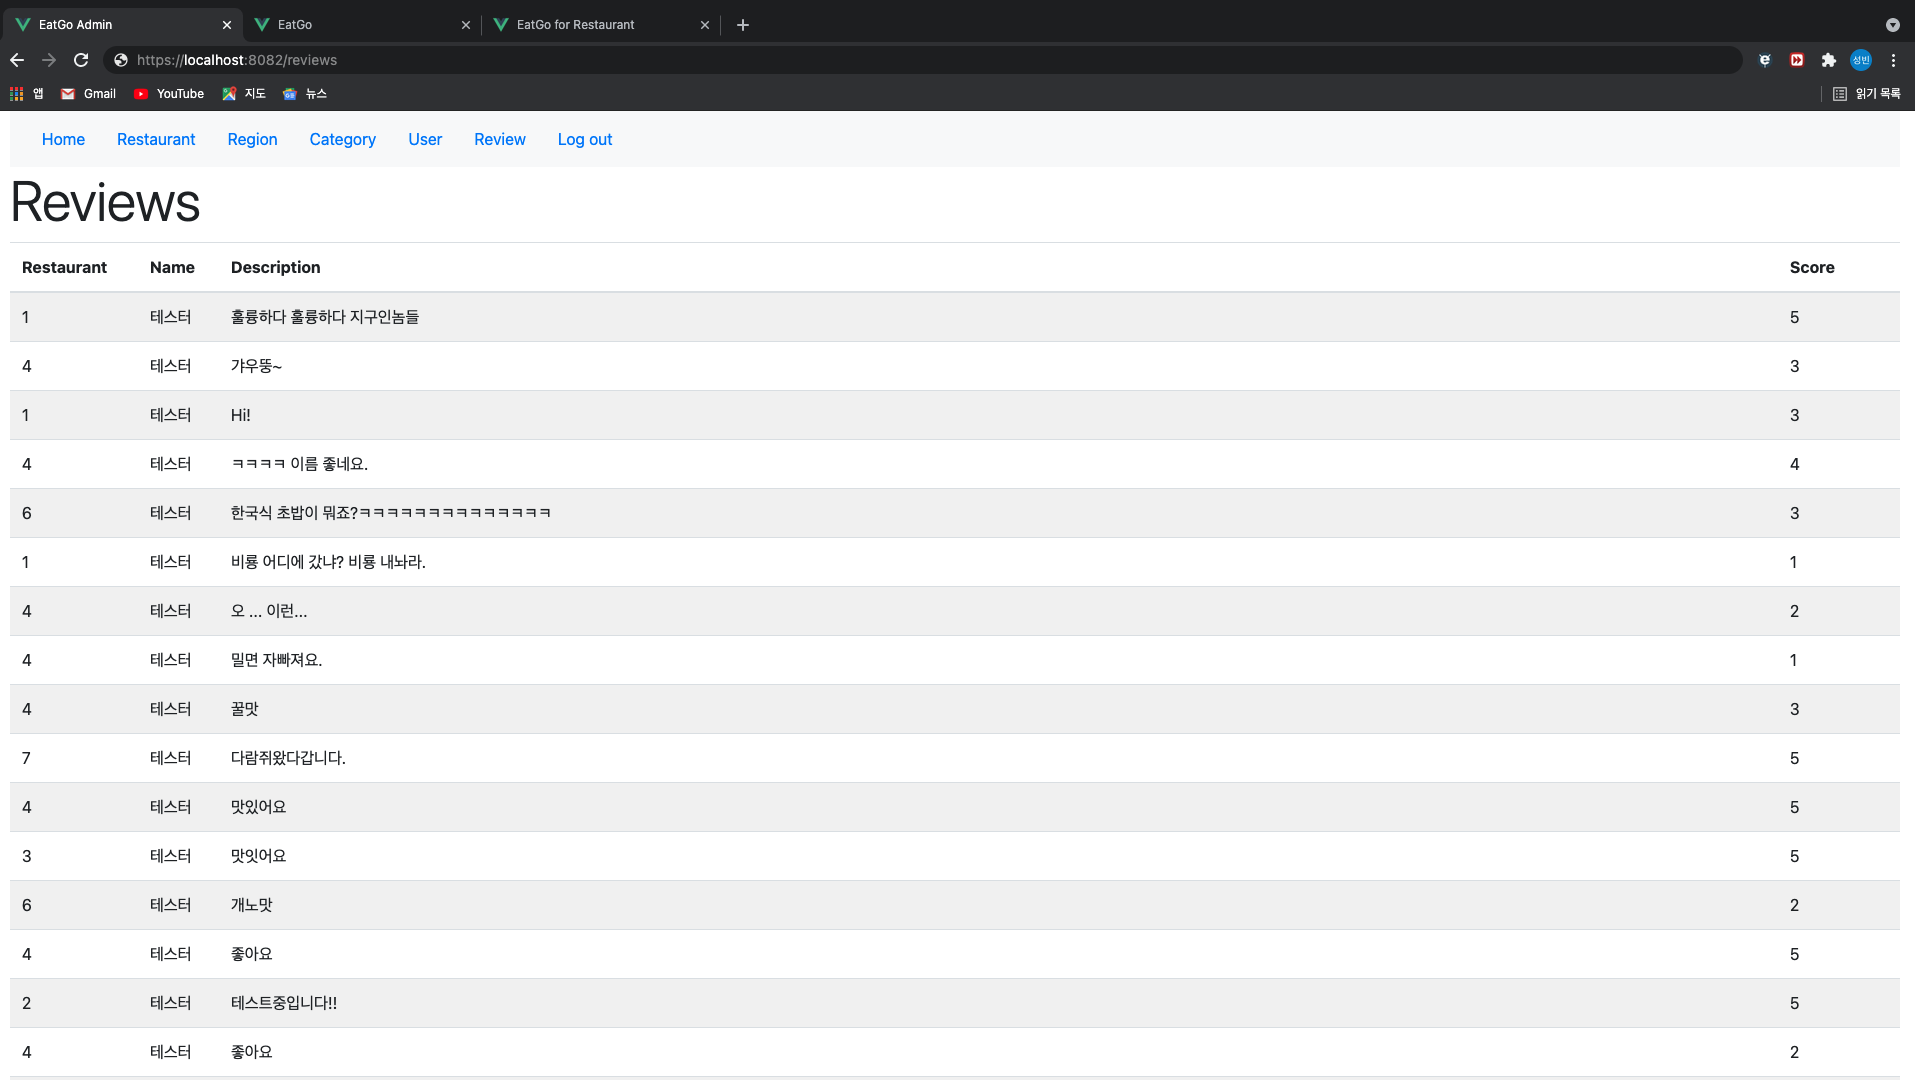 EatGo Admin EatGo EatGo for Restaurant
https://localhost:8082/reviews 성빈
앱 Gmail YouTube 지도 뉴스 읽기 목록
Home Restaurant Region Category User Review Log out
Reviews
Restaurant Name Description Score
1 테스터 훌륭하다 훌륭하다 지구인놈들 5
4 테스터 갸우뚱~ 3
1 테스터 Hi! 3
4 테스터 ㅋㅋㅋㅋ 이름 좋네요. 4
6 테스터 한국식 초밥이 뭐죠?ㅋㅋㅋㅋㅋㅋㅋㅋㅋㅋㅋㅋㅋㅋ 3
1 테스터 비룡 어디에 갔냐? 비룡 내놔라. 1
4 테스터 오 ... 이런... 2
4 테스터 밀면 자빠져요. 1
4 테스터 꿀맛 3
7 테스터 다람쥐왔다갑니다. 5
4 테스터 맛있어요 5
3 테스터 맛잇어요 5
6 테스터 개노맛 2
4 테스터 좋아요 5
2 테스터 테스트중입니다!! 5
4 테스터 좋아요 2